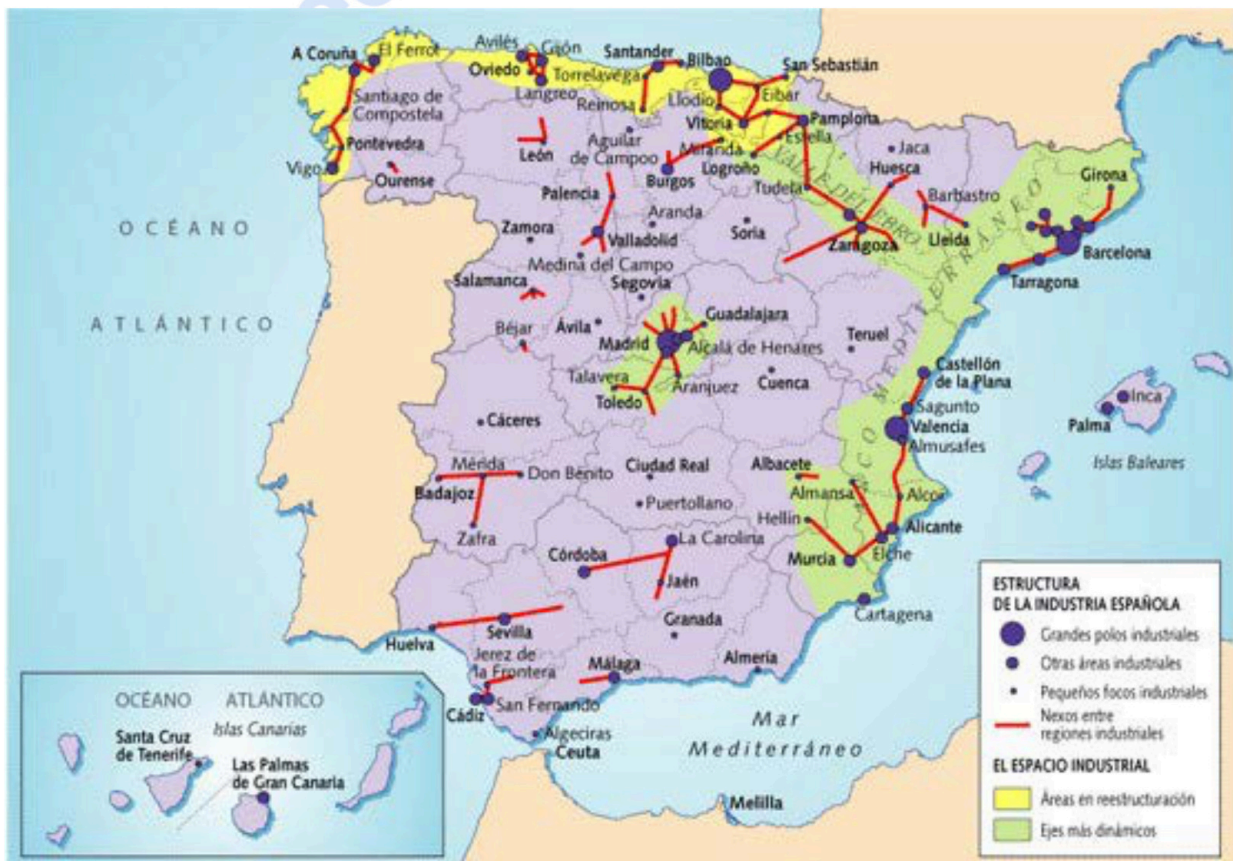 A Coruña
El Ferrol
Avilés
Gijón
Oviedo
Langreo
Santander
Torrelavega
Reinosa
Bilbao
San Sebastián
Llodio
Eibar
Vitoria
Pamplona
Estella
Santiago de
Compostela
Pontevedra
Vigo
Ourense
León
Aguilar
de Campoo
Miranda
Burgos
Logroño
VALLE DEL EBRO
Tudela
Jaca
Huesca
Barbastro
Girona
Palencia
Aranda
Soria
Zaragoza
Lleida
Barcelona
Tarragona
ARCO MEDITERRÁNEO
OCÉANO
ATLÁNTICO
Zamora
Valladolid
Medina del Campo
Segovia
Salamanca
Béjar
Ávila
Madrid
Guadalajara
Alcalá de Henares
Aranjuez
Talavera
Toledo
Cuenca
Teruel
Castellón
de la Plana
Sagunto
Valencia
Almusafes
Inca
Palma
Islas Baleares
Cáceres
Mérida
Don Benito
Badajoz
Zafra
Ciudad Real
Puertollano
Albacete
Almansa
Hellín
Alcoy
Alicante
Elche
Murcia
Cartagena
Córdoba
La Carolina
Jaén
Granada
Huelva
Sevilla
Jerez de
la Frontera
Málaga
Almería
Cádiz
San Fernando
Algeciras
Ceuta
Mar
Mediterráneo
Melilla
OCÉANO ATLÁNTICO
Islas Canarias
Santa Cruz
de Tenerife
Las Palmas
de Gran Canaria
ESTRUCTURA
DE LA INDUSTRIA ESPAÑOLA
Grandes polos industriales
Otras áreas industriales
Pequeños focos industriales
Nexos entre
regiones industriales
EL ESPACIO INDUSTRIAL
Áreas en reestructuración
Ejes más dinámicos